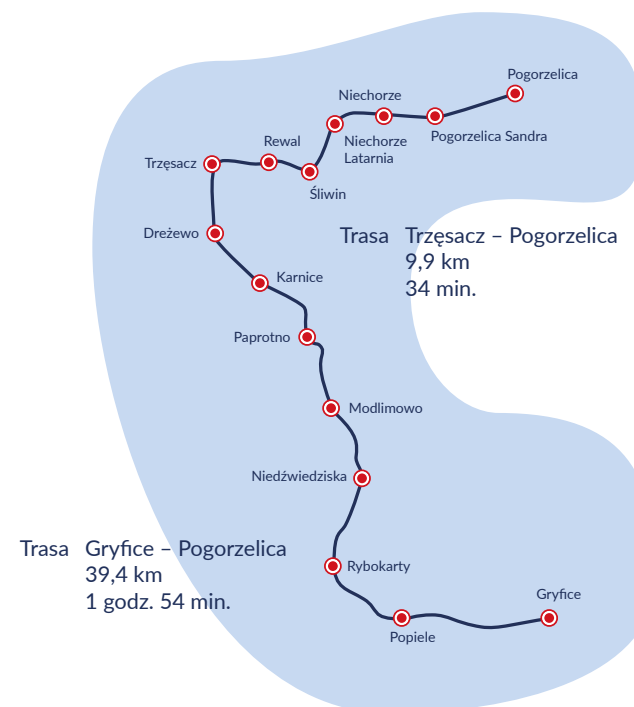 Pogorzelica
Niechorze
Pogorzelica Sandra
Niechorze
Latarnia
Rewal
Trzęsacz
Śliwin
Drężewo
Trasa Trzęsacz – Pogorzelica
9,9 km
34 min.
Karnice
Paprotno
Modlimowo
Niedźwiedziska
Trasa Gryfice – Pogorzelica
39,4 km
1 godz. 54 min.
Rybokarty
Gryfice
Popiele